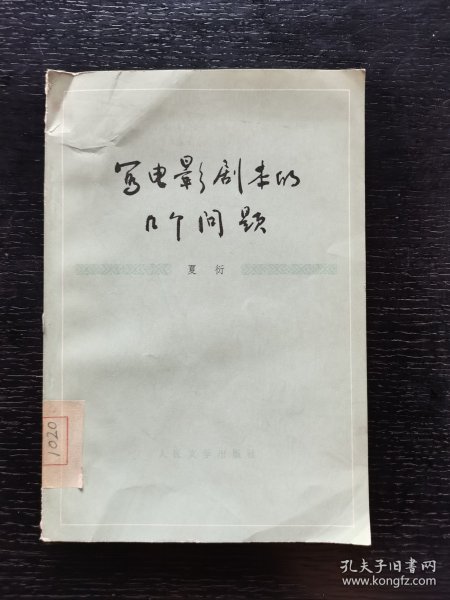 写电影剧本的
几个问题
夏衍
1020
人民文学出版社
孔夫子旧书网
www.kongfz.com